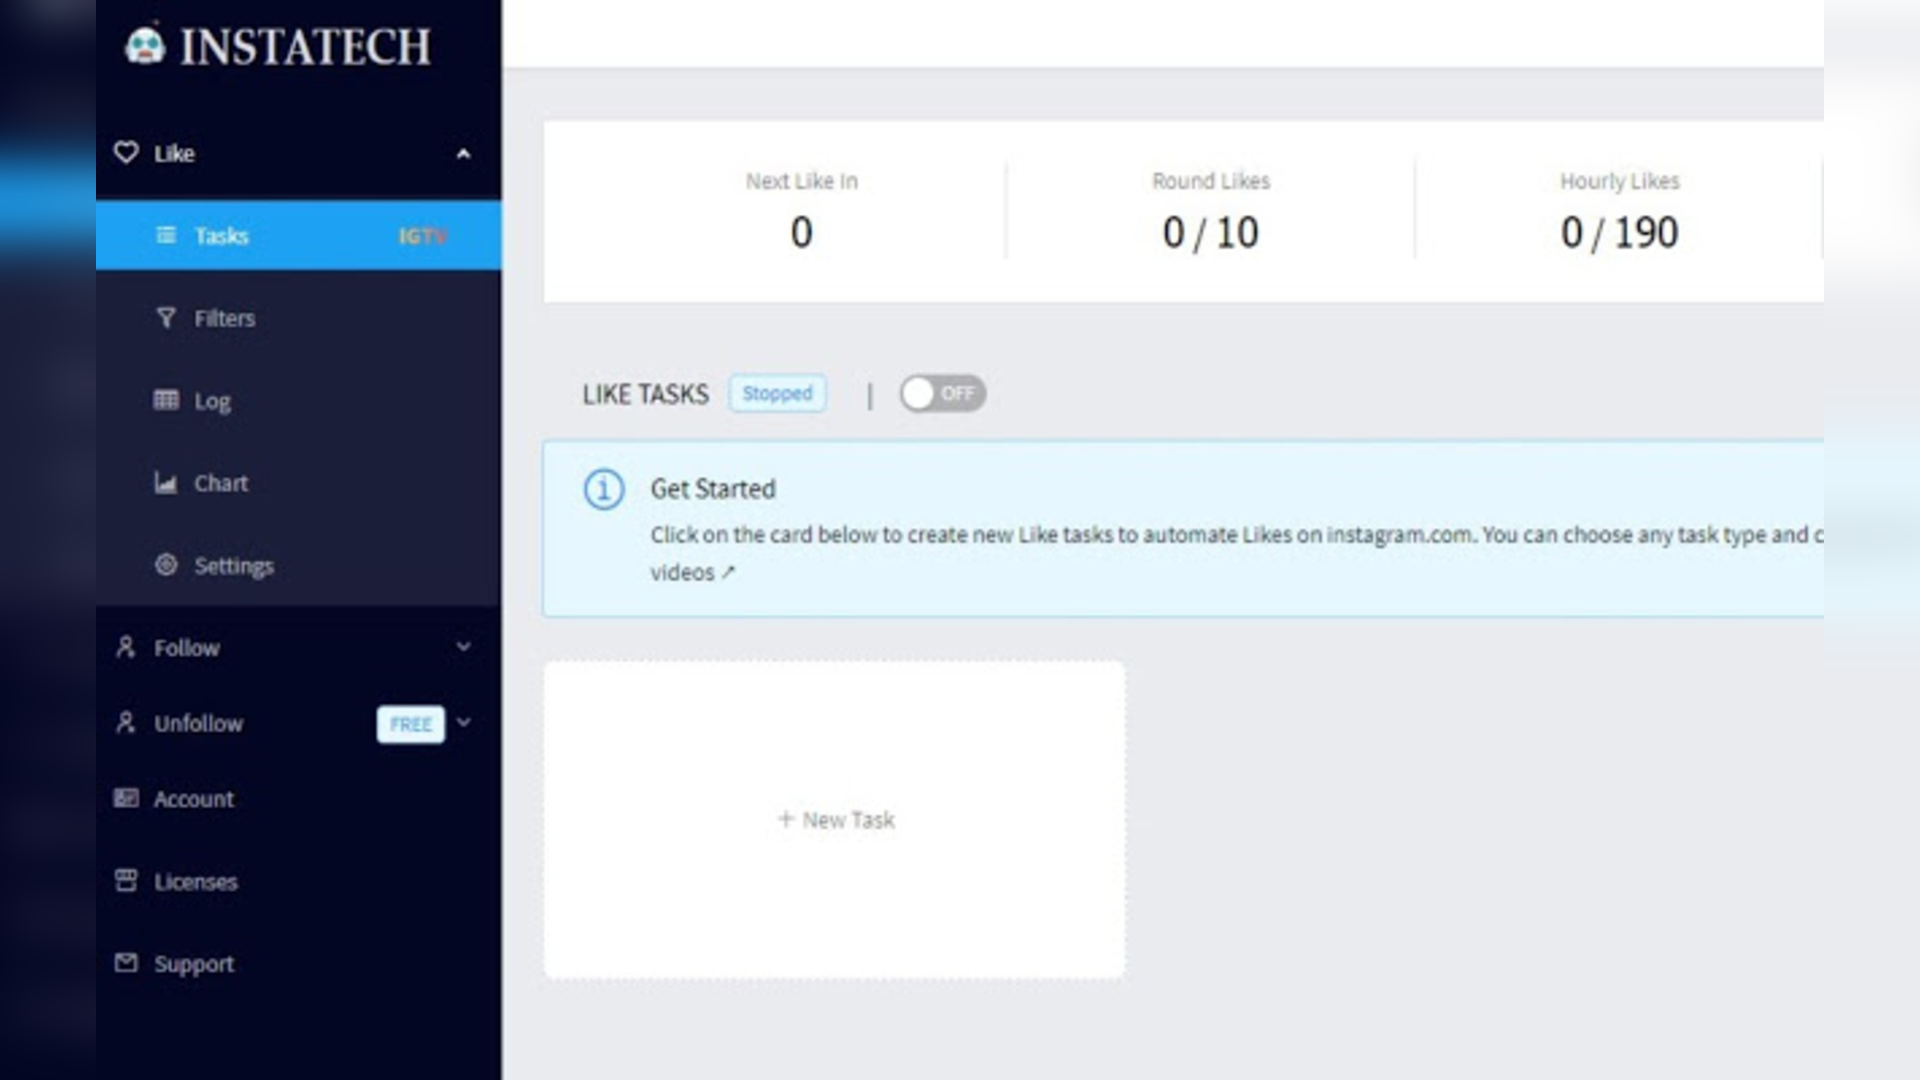 INSTATECH
Like
Tasks IGTV
Filters
Log
Chart
Settings
Follow
Unfollow FREE
Account
Licenses
Support
Next Like In
0
Round Likes
0 / 10
Hourly Likes
0 / 190
LIKE TASKS Stopped | OFF
Get Started
Click on the card below to create new Like tasks to automate Likes on instagram.com. You can choose any task type and c
videos ↗
+ New Task